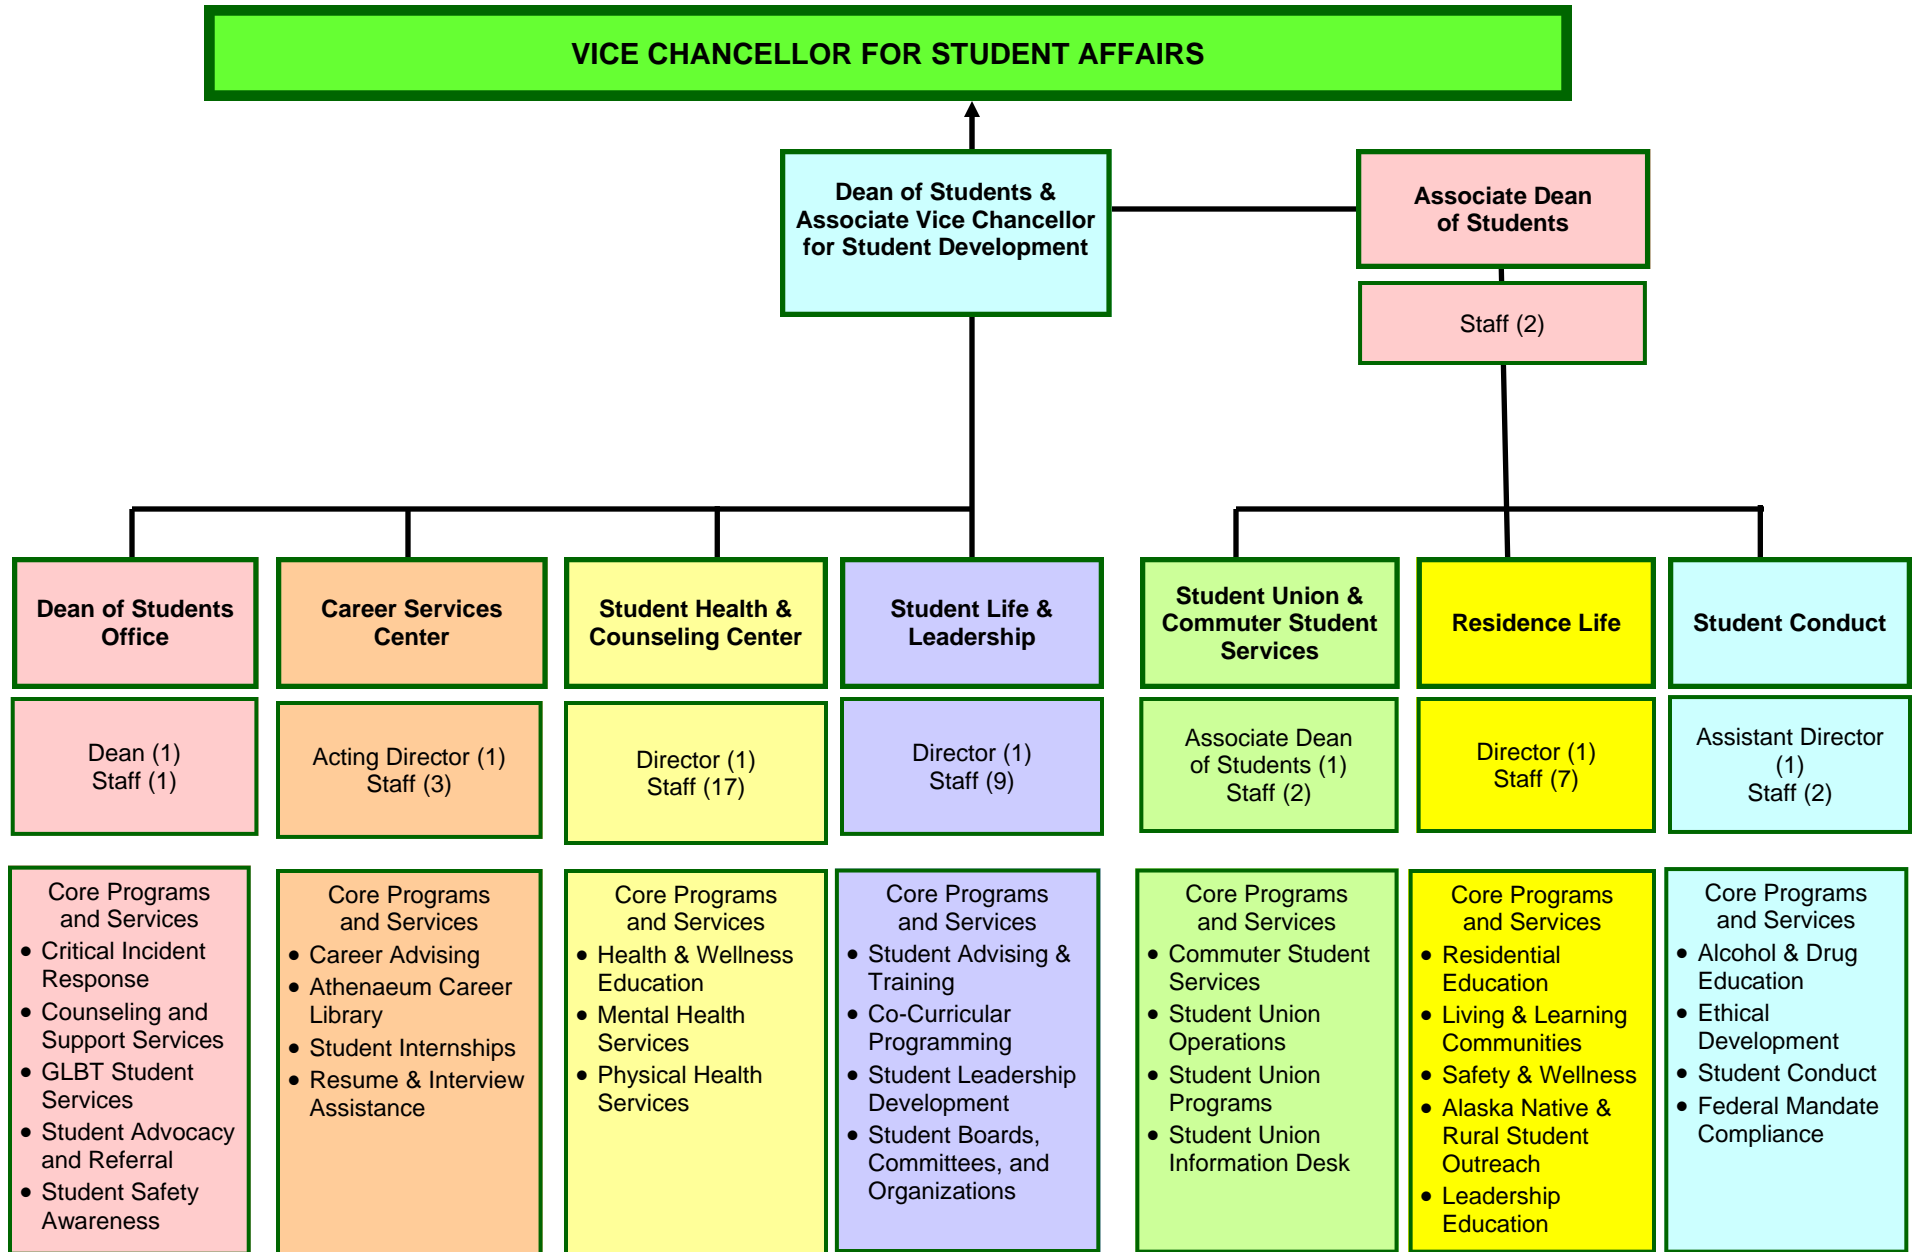 VICE CHANCELLOR FOR STUDENT AFFAIRS
Dean of Students &
Associate Vice Chancellor
for Student Development
Associate Dean
of Students
Staff (2)
Dean of Students
Office
Career Services
Center
Student Health &
Counseling Center
Student Life &
Leadership
Student Union &
Commuter Student
Services
Residence Life
Student Conduct
Dean (1)
Staff (1)
Acting Director (1)
Staff (3)
Director (1)
Staff (17)
Director (1)
Staff (9)
Associate Dean
of Students (1)
Staff (2)
Director (1)
Staff (7)
Assistant Director
(1)
Staff (2)
Core Programs
and Services
• Critical Incident
Response
• Counseling and
Support Services
• GLBT Student
Services
• Student Advocacy
and Referral
• Student Safety
Awareness
Core Programs
and Services
• Career Advising
• Athenaeum Career
Library
• Student Internships
• Resume & Interview
Assistance
Core Programs
and Services
• Health & Wellness
Education
• Mental Health
Services
• Physical Health
Services
Core Programs
and Services
• Student Advising &
Training
• Co-Curricular
Programming
• Student Leadership
Development
• Student Boards,
Committees, and
Organizations
Core Programs
and Services
• Commuter Student
Services
• Student Union
Operations
• Student Union
Programs
• Student Union
Information Desk
Core Programs
and Services
• Residential
Education
• Living & Learning
Communities
• Safety & Wellness
• Alaska Native &
Rural Student
Outreach
• Leadership
Education
Core Programs
and Services
• Alcohol & Drug
Education
• Ethical
Development
• Student Conduct
• Federal Mandate
Compliance